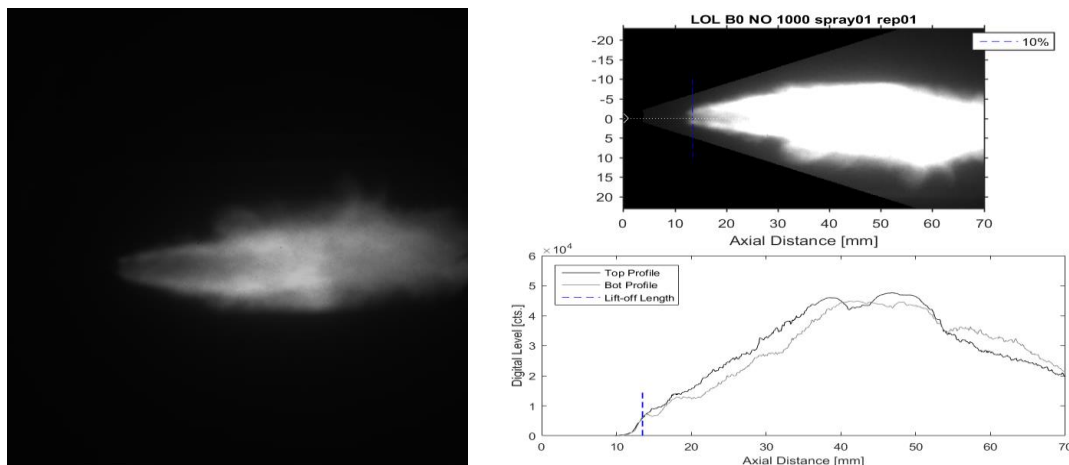 LOL B0 NO 1000 spray01 rep01
10%
-20
-15
-10
-5
0
5
10
15
20
0 10 20 30 40 50 60 70
Axial Distance [mm]
× 10⁴
6
5
4
3
2
1
0
Digital Level [cts.]
Top Profile
Bot Profile
Lift-off Length
0 10 20 30 40 50 60 70
Axial Distance [mm]